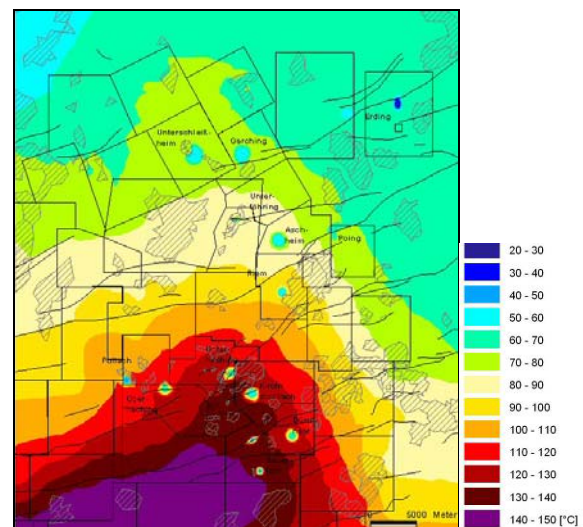 Erding
Unterschleiß-
heim
Garching
Unter-
föhring
Asch-
heim
Poing
Riem
Pullach
5000 Meter
20 - 30
30 - 40
40 - 50
50 - 60
60 - 70
70 - 80
80 - 90
90 - 100
100 - 110
110 - 120
120 - 130
130 - 140
140 - 150 [°C]